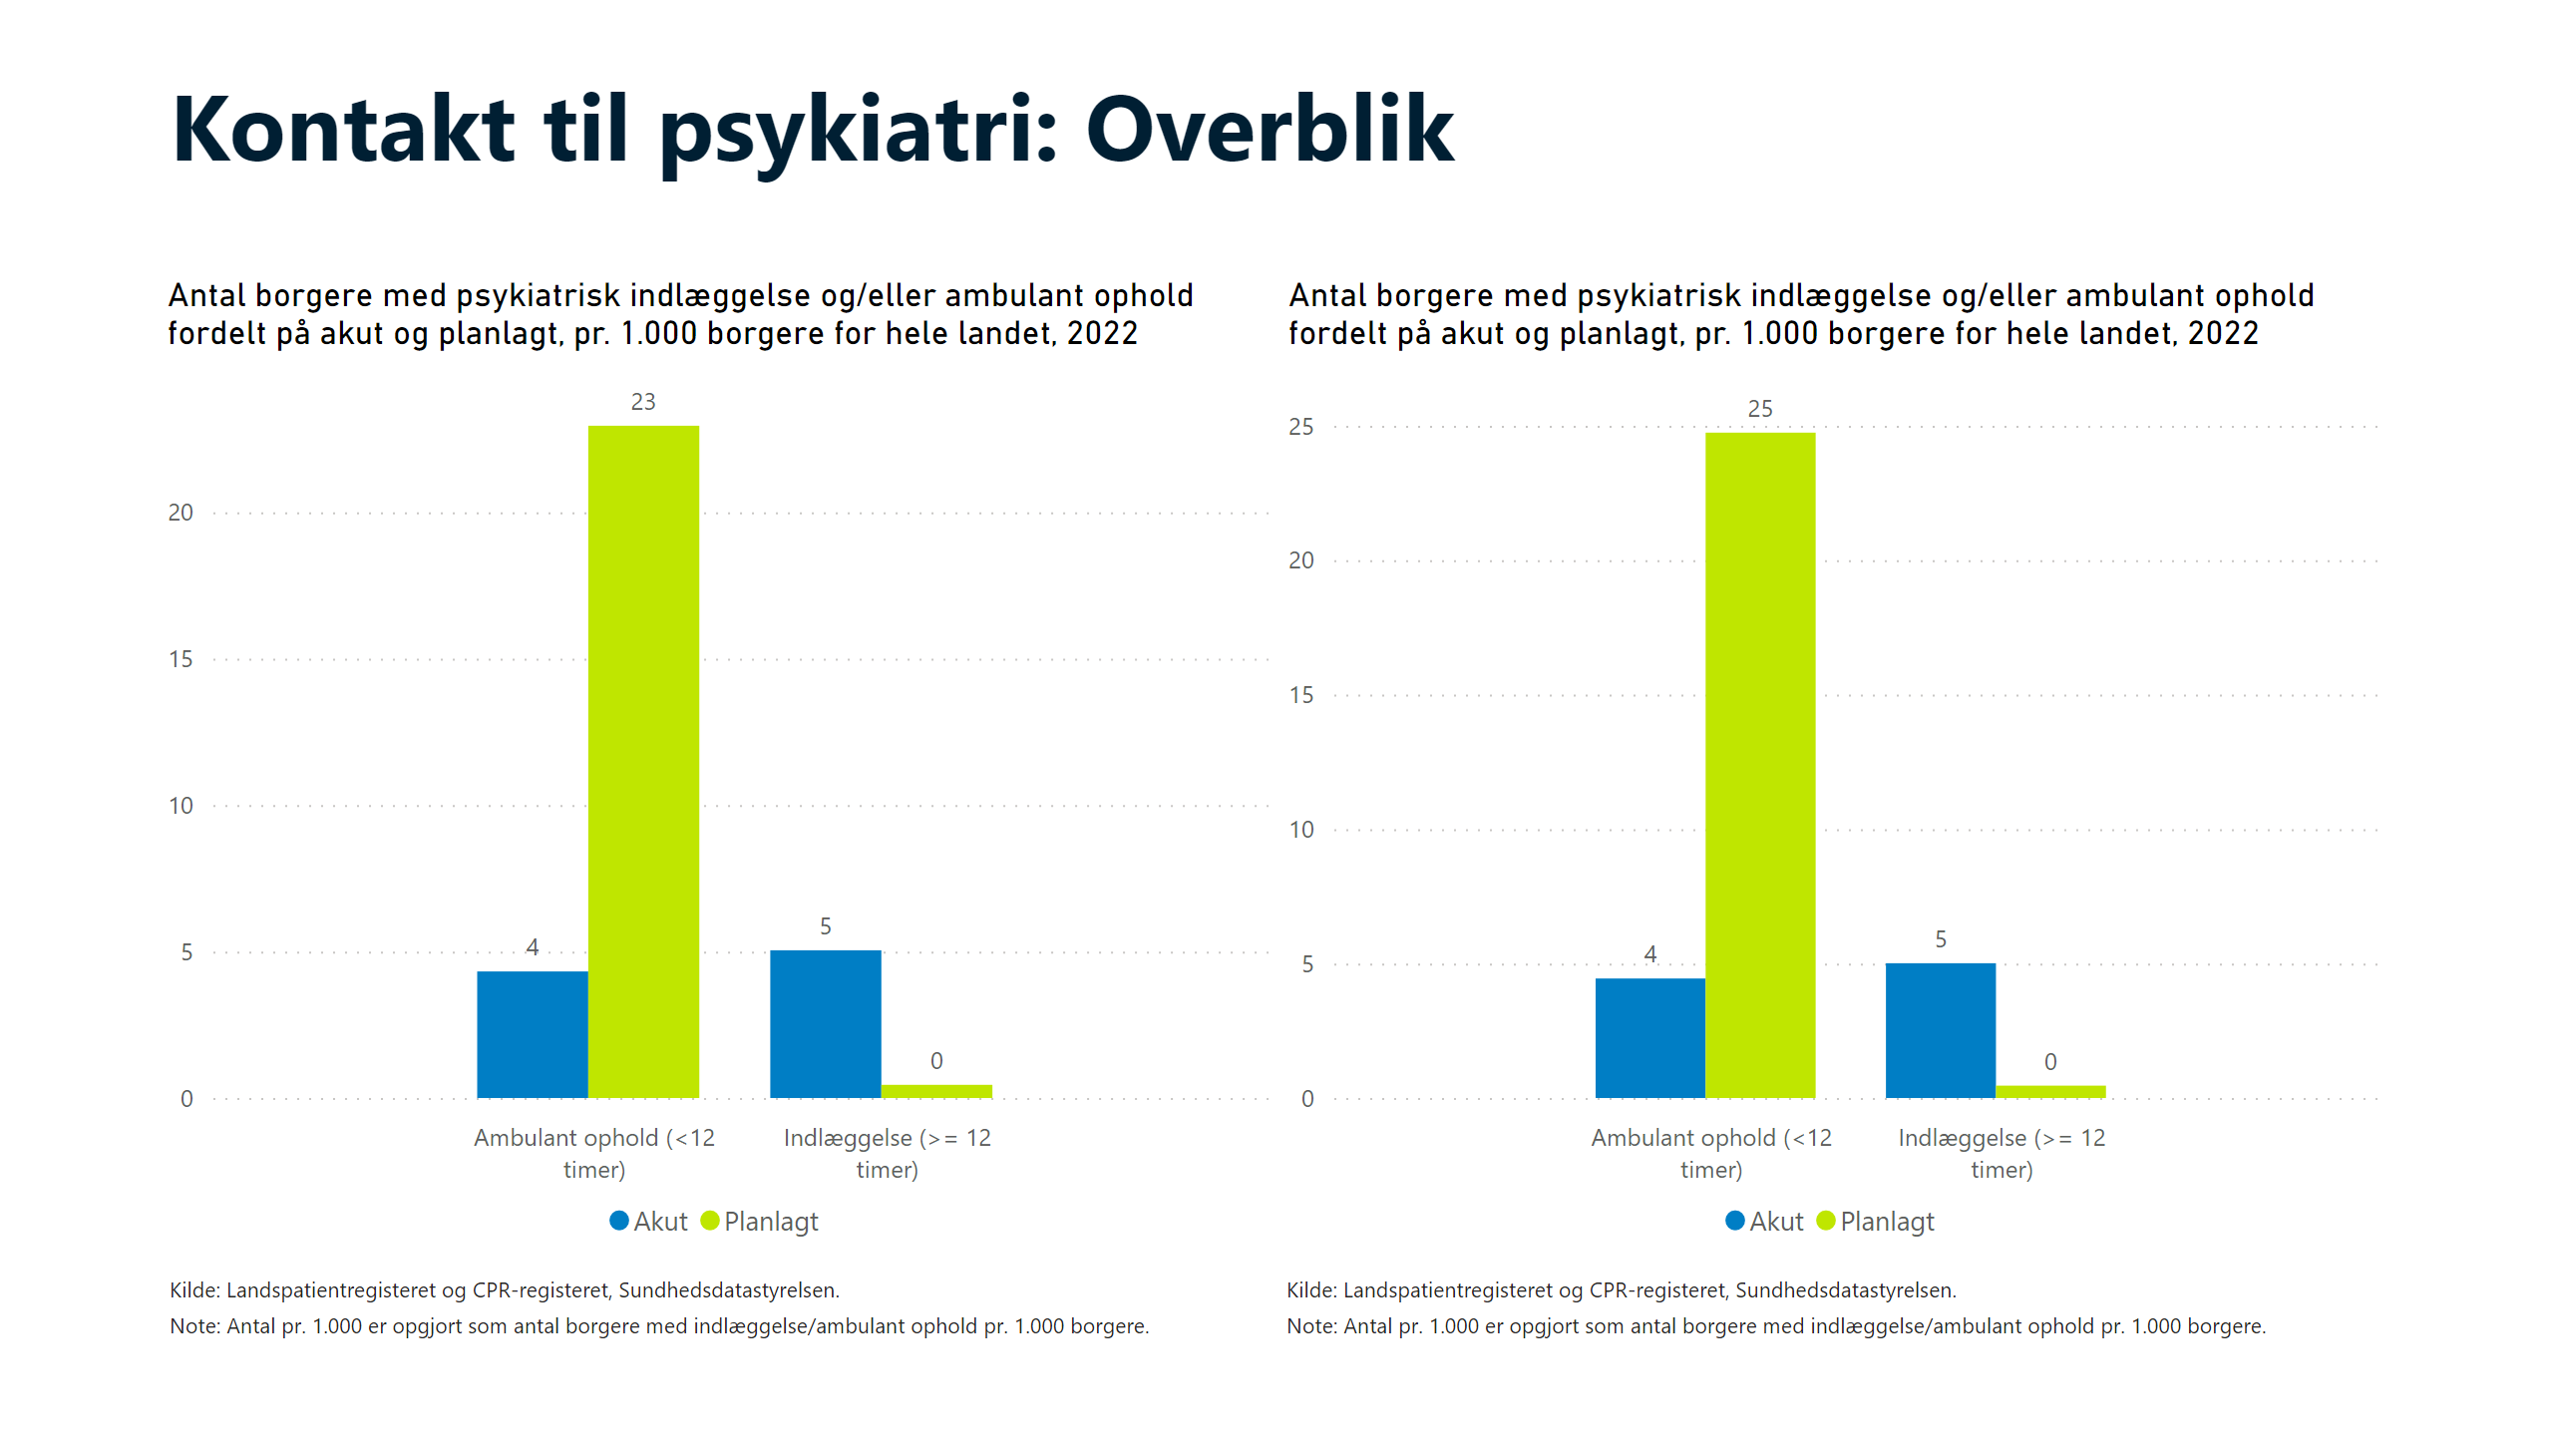 Kontakt til psykiatri: Overblik
Antal borgere med psykiatrisk indlæggelse og/eller ambulant ophold
fordelt på akut og planlagt, pr. 1.000 borgere for hele landet, 2022
23
20
15
10
5
0
4
5
0
Ambulant ophold (<12
timer)
Indlæggelse (>= 12
timer)
Akut
Planlagt
Kilde: Landspatientregisteret og CPR-registeret, Sundhedsdatastyrelsen.
Note: Antal pr. 1.000 er opgjort som antal borgere med indlæggelse/ambulant ophold pr. 1.000 borgere.
Antal borgere med psykiatrisk indlæggelse og/eller ambulant ophold
fordelt på akut og planlagt, pr. 1.000 borgere for hele landet, 2022
25
25
20
15
10
5
0
4
5
0
Ambulant ophold (<12
timer)
Indlæggelse (>= 12
timer)
Akut
Planlagt
Kilde: Landspatientregisteret og CPR-registeret, Sundhedsdatastyrelsen.
Note: Antal pr. 1.000 er opgjort som antal borgere med indlæggelse/ambulant ophold pr. 1.000 borgere.